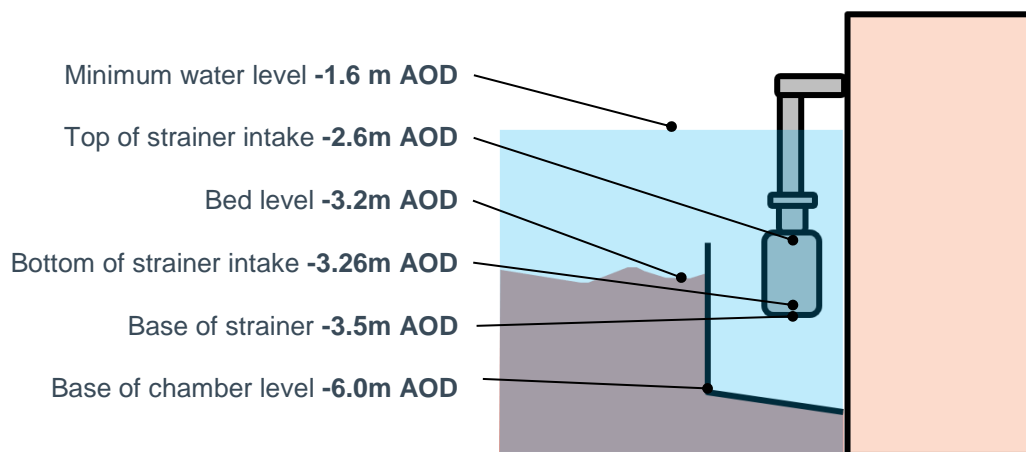 Minimum water level -1.6 m AOD
Top of strainer intake -2.6m AOD
Bed level -3.2m AOD
Bottom of strainer intake -3.26m AOD
Base of strainer -3.5m AOD
Base of chamber level -6.0m AOD